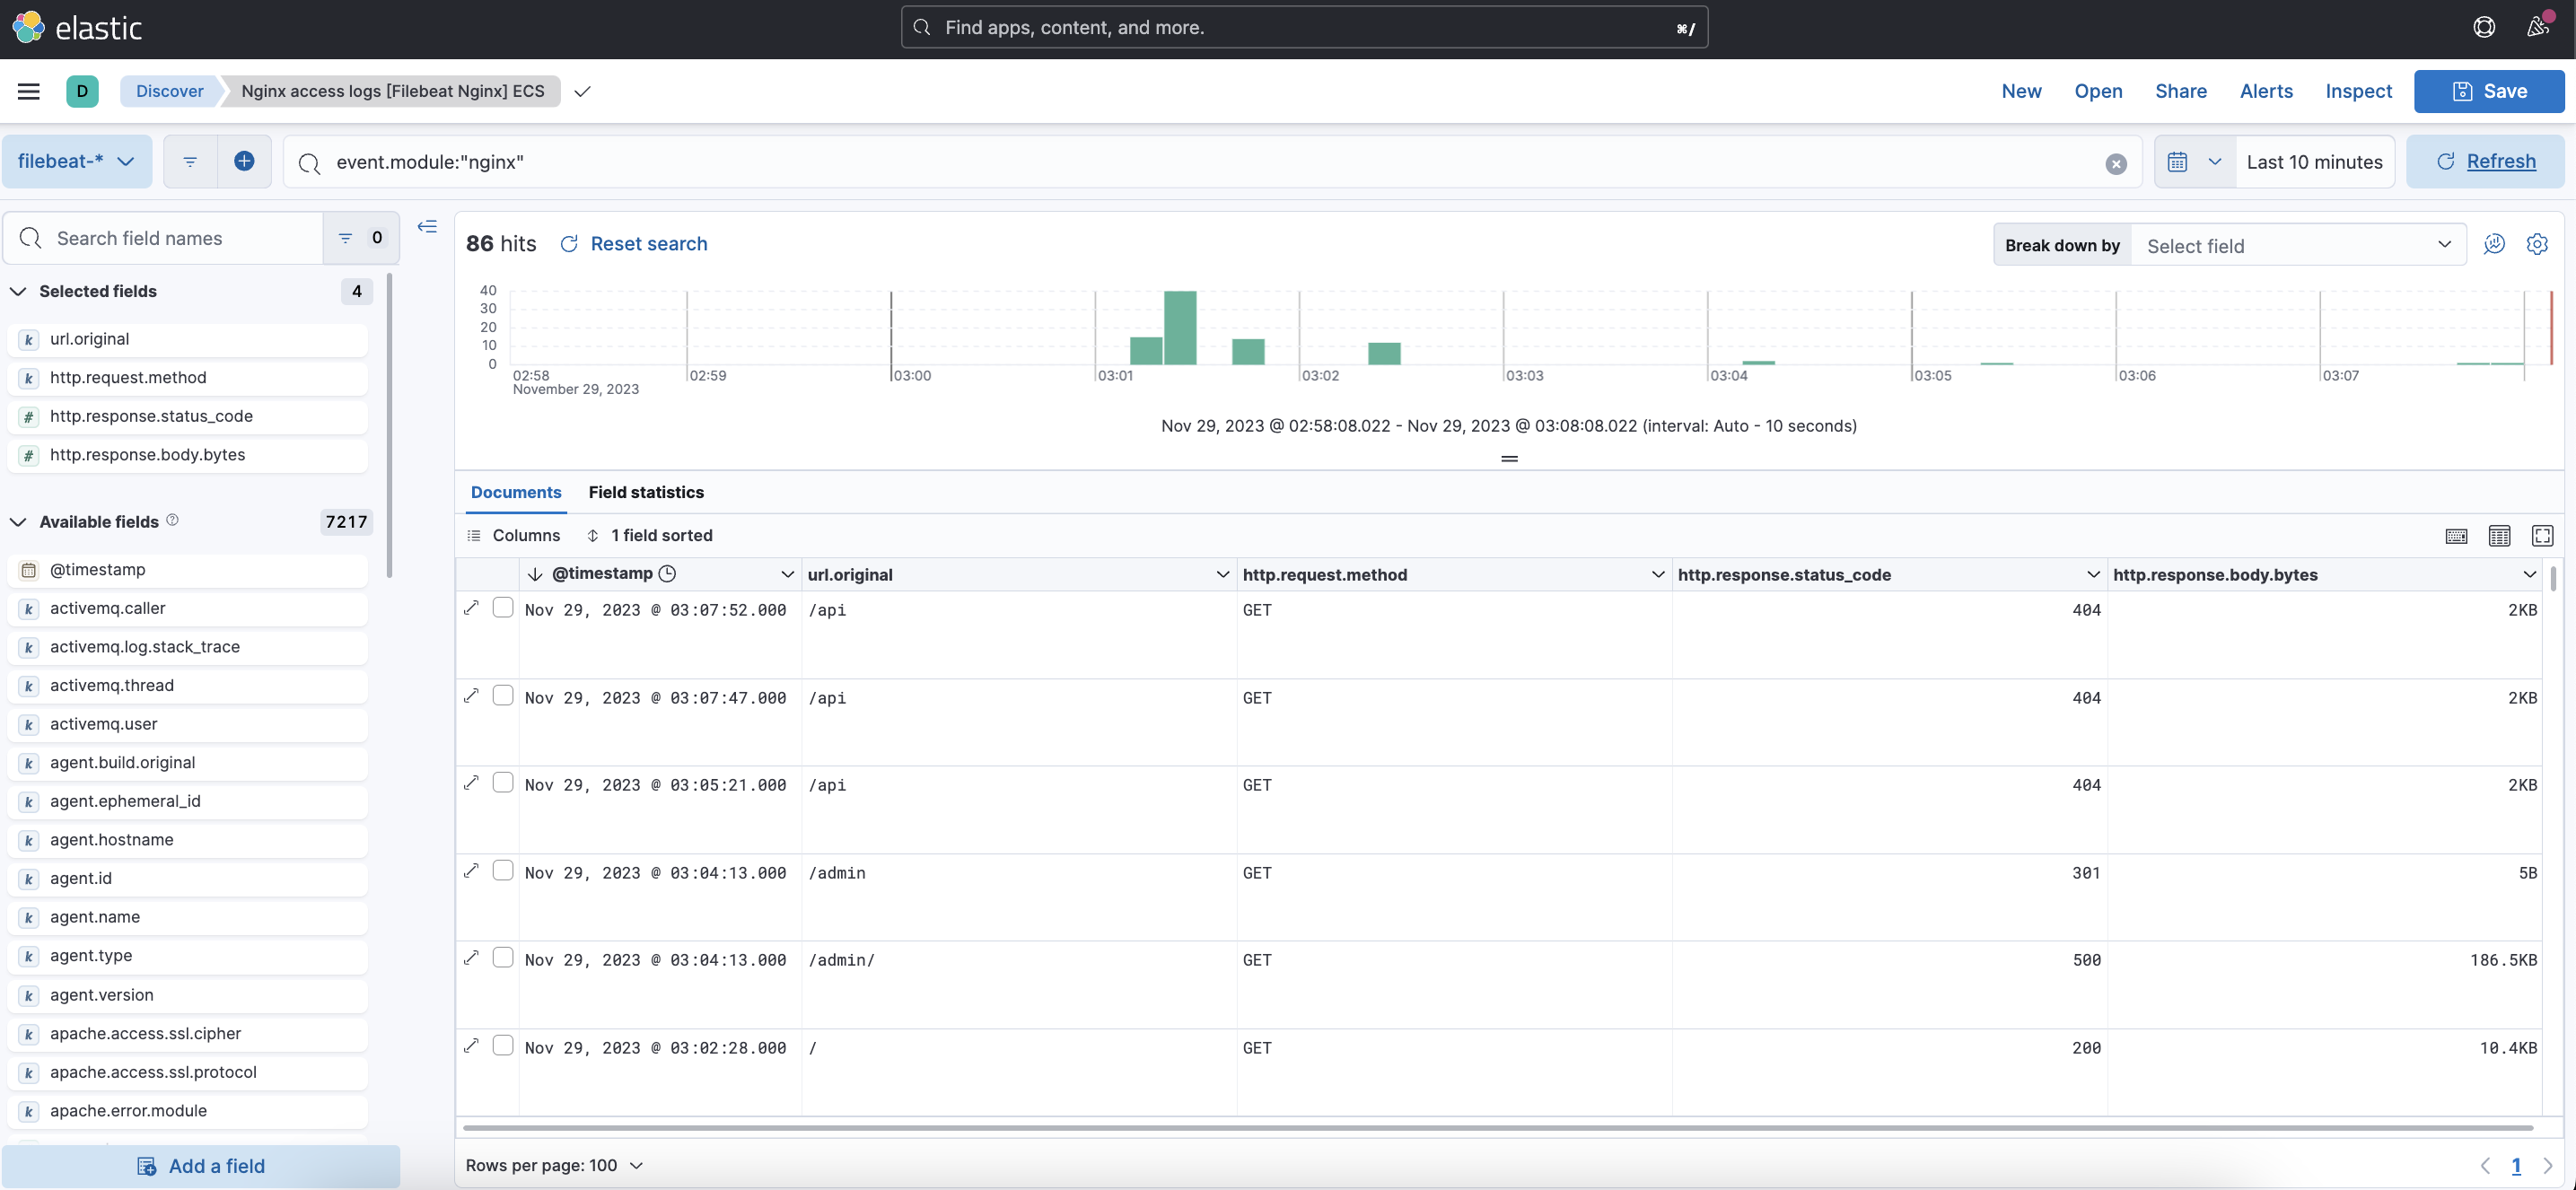 elastic
Find apps, content, and more.
⌘/
D
Discover
Nginx access logs [Filebeat Nginx] ECS
New
Open
Share
Alerts
Inspect
Save
filebeat-*
event.module:"nginx"
Last 10 minutes
Refresh
Search field names
0
Selected fields
4
url.original
http.request.method
http.response.status_code
http.response.body.bytes
Available fields
7217
@timestamp
activemq.caller
activemq.log.stack_trace
activemq.thread
activemq.user
agent.build.original
agent.ephemeral_id
agent.hostname
agent.id
agent.name
agent.type
agent.version
apache.access.ssl.cipher
apache.access.ssl.protocol
apache.error.module
Add a field
86 hits
Reset search
Break down by
Select field
40
30
20
10
0
02:58
November 29, 2023
02:59
03:00
03:01
03:02
03:03
03:04
03:05
03:06
03:07
Nov 29, 2023 @ 02:58:08.022 - Nov 29, 2023 @ 03:08:08.022 (interval: Auto - 10 seconds)
Documents
Field statistics
Columns
1 field sorted
@timestamp url.original http.request.method http.response.status_code http.response.body.bytes
Nov 29, 2023 @ 03:07:52.000 /api GET 404 2KB
Nov 29, 2023 @ 03:07:47.000 /api GET 404 2KB
Nov 29, 2023 @ 03:05:21.000 /api GET 404 2KB
Nov 29, 2023 @ 03:04:13.000 /admin GET 301 5B
Nov 29, 2023 @ 03:04:13.000 /admin/ GET 500 186.5KB
Nov 29, 2023 @ 03:02:28.000 / GET 200 10.4KB
Rows per page: 100
1